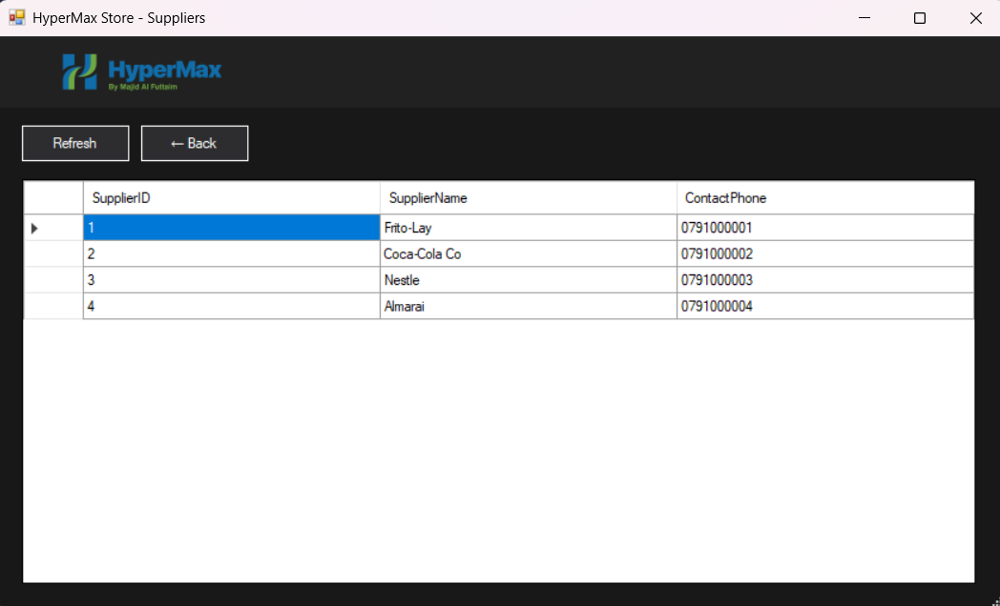 HyperMax Store - Suppliers
HyperMax
By Majid Al Futtaim
Refresh
← Back
SupplierID SupplierName ContactPhone
1 Frito-Lay 0791000001
2 Coca-Cola Co 0791000002
3 Nestle 0791000003
4 Almarai 0791000004